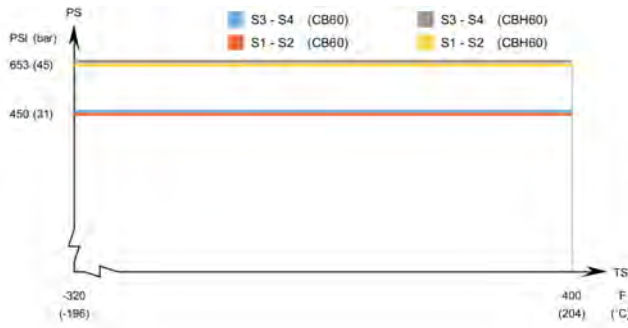 PS
S3 - S4 (CB60)
S3 - S4 (CBH60)
PSI (bar)
S1 - S2 (CB60)
S1 - S2 (CBH60)
653 (45)
450 (31)
TS
-320
-400
°F
(-196)
(204)
(°C)